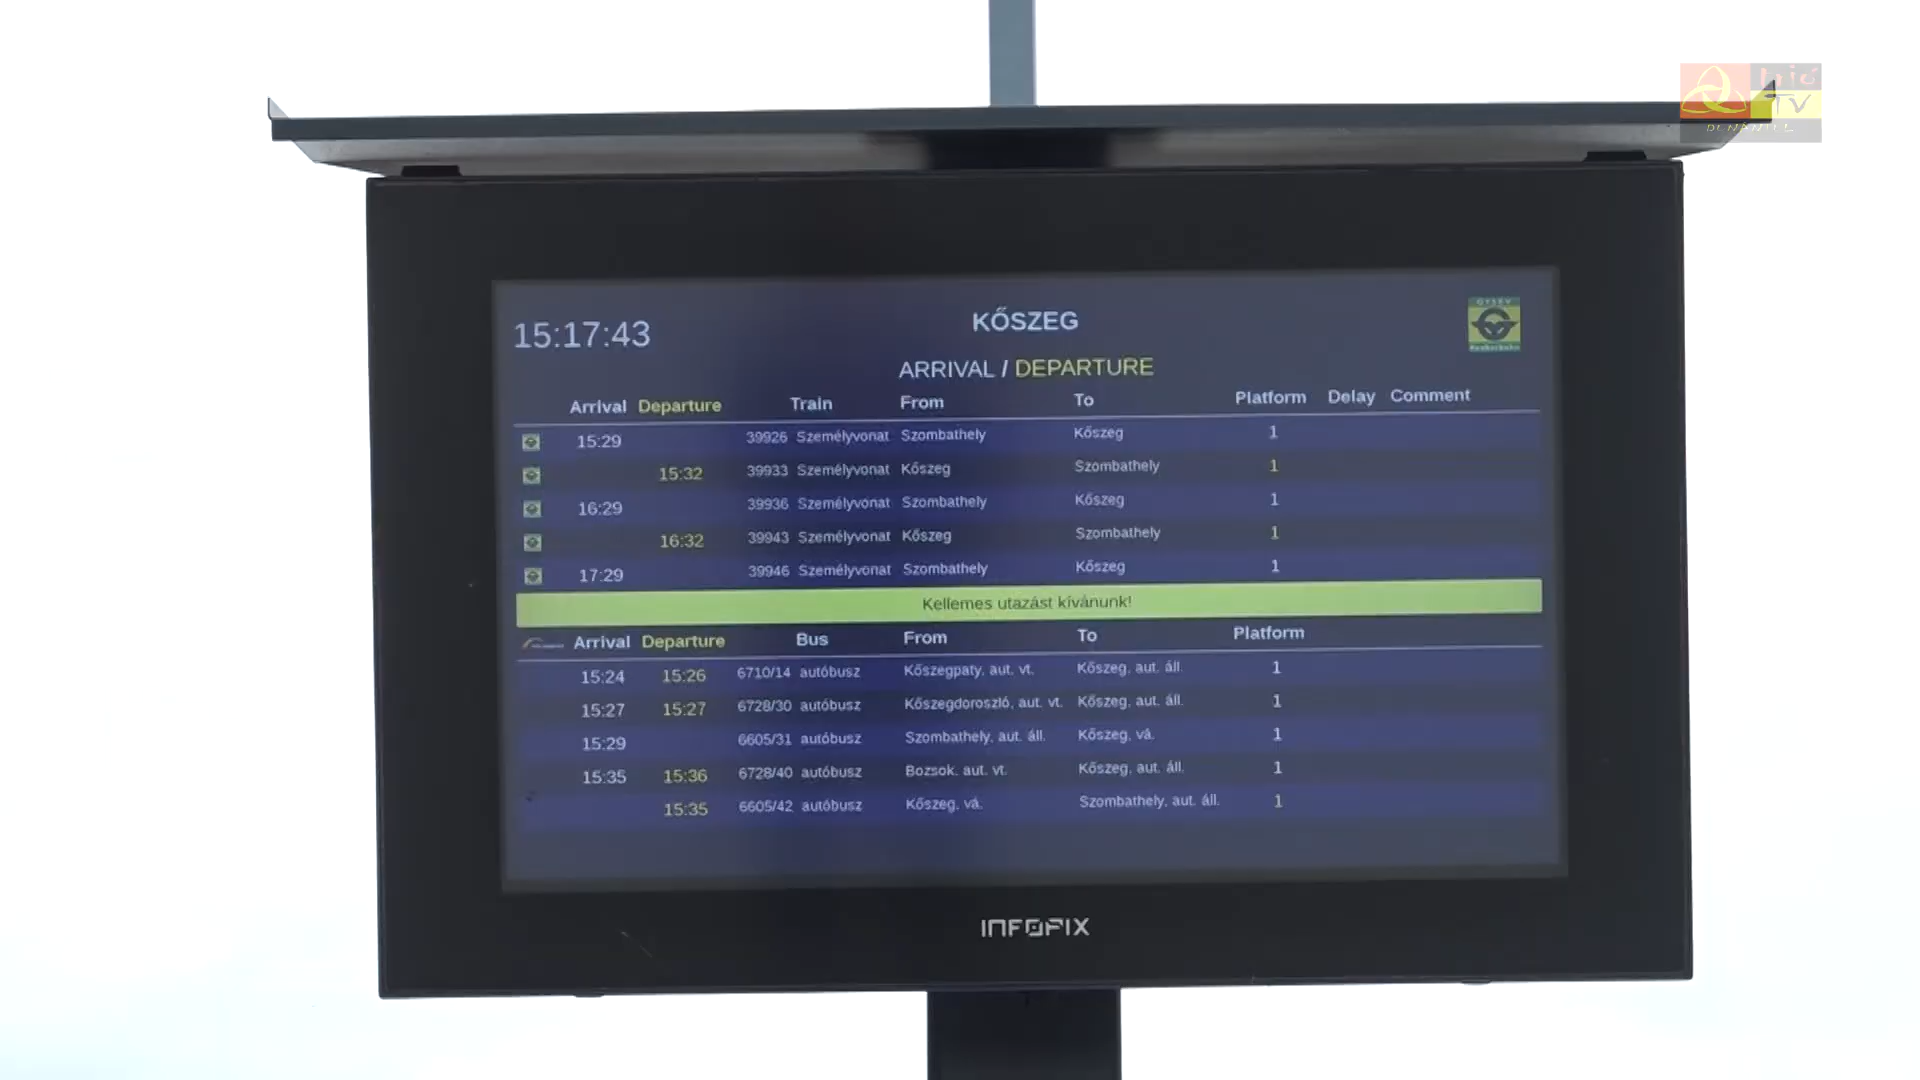 Trió
TV
15:17:43
KŐSZEG
GYSEV
ARRIVAL / DEPARTURE
Arrival Departure Train From To Platform Delay Comment
15:29 39926 Személyvonat Szombathely Kőszeg 1
15:32 39933 Személyvonat Kőszeg Szombathely 1
16:29 39936 Személyvonat Szombathely Kőszeg 1
16:32 39943 Személyvonat Kőszeg Szombathely 1
17:29 39946 Személyvonat Szombathely Kőszeg 1
Kellemes utazást kívánunk!
Arrival Departure Bus From To Platform
15:24 15:26 6710/14 autóbusz Kőszegpaty, aut. vt. Kőszeg, aut. áll. 1
15:27 15:27 6728/30 autóbusz Kőszegdoroszló, aut. vt. Kőszeg, aut. áll. 1
15:29 6605/31 autóbusz Szombathely, aut. áll. Kőszeg, vá. 1
15:35 15:36 6728/40 autóbusz Bozsok, aut. vt. Kőszeg, aut. áll. 1
15:35 6605/42 autóbusz Kőszeg, vá. Szombathely, aut. áll. 1
INFOPIX